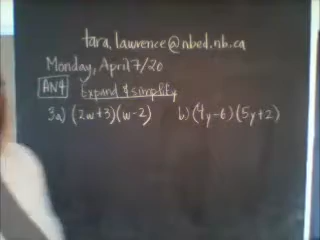 tara.lawrence@nbed.nb.ca
Monday, April 7/20
AN4 Expand & simplify
3a) (2w+3)(w-2) b) (4y-6)(5y+2)